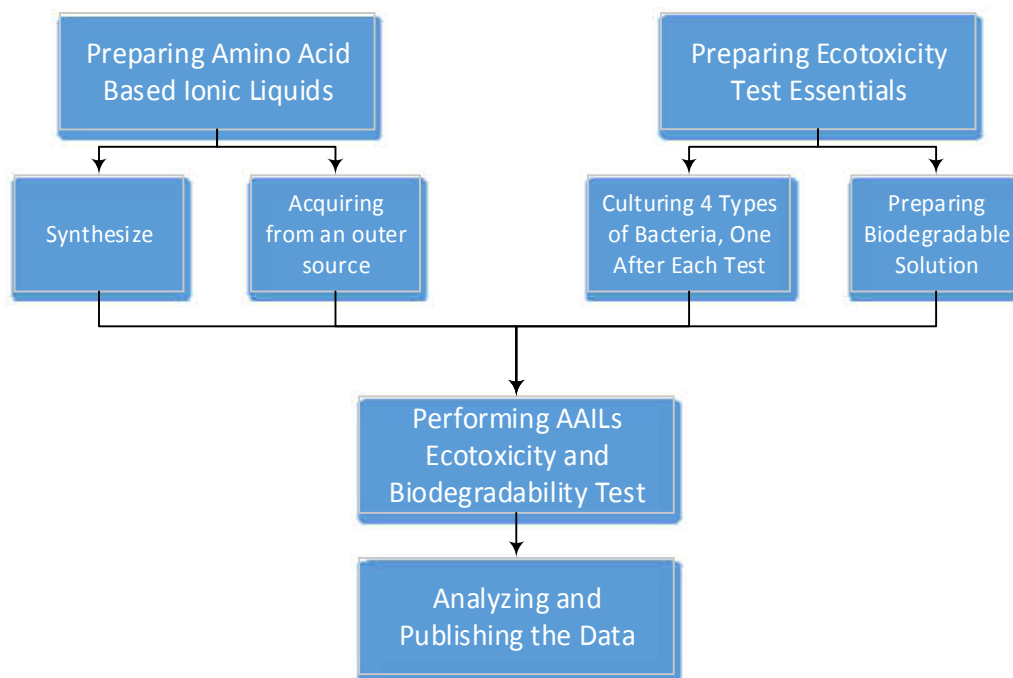 Preparing Amino Acid
Based Ionic Liquids
Preparing Ecotoxicity
Test Essentials
Synthesize
Acquiring
from an outer
source
Culturing 4 Types
of Bacteria, One
After Each Test
Preparing
Biodegradable
Solution
Performing AAILs
Ecotoxicity and
Biodegradability Test
Analyzing and
Publishing the Data